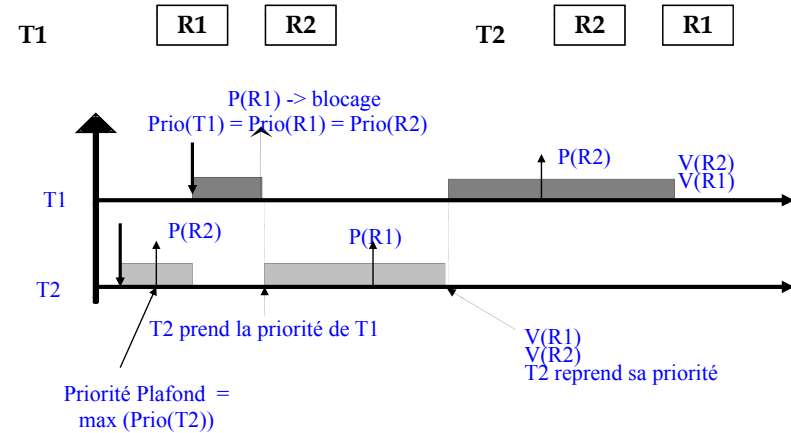 T1 R1 R2 T2 R2 R1
P(R1) -> blocage
Prio(T1) = Prio(R1) = Prio(R2)
P(R2)
V(R2)
V(R1)
T1
P(R2)
P(R1)
T2
T2 prend la priorité de T1
V(R1)
V(R2)
T2 reprend sa priorité
Priorité Plafond =
max (Prio(T2))